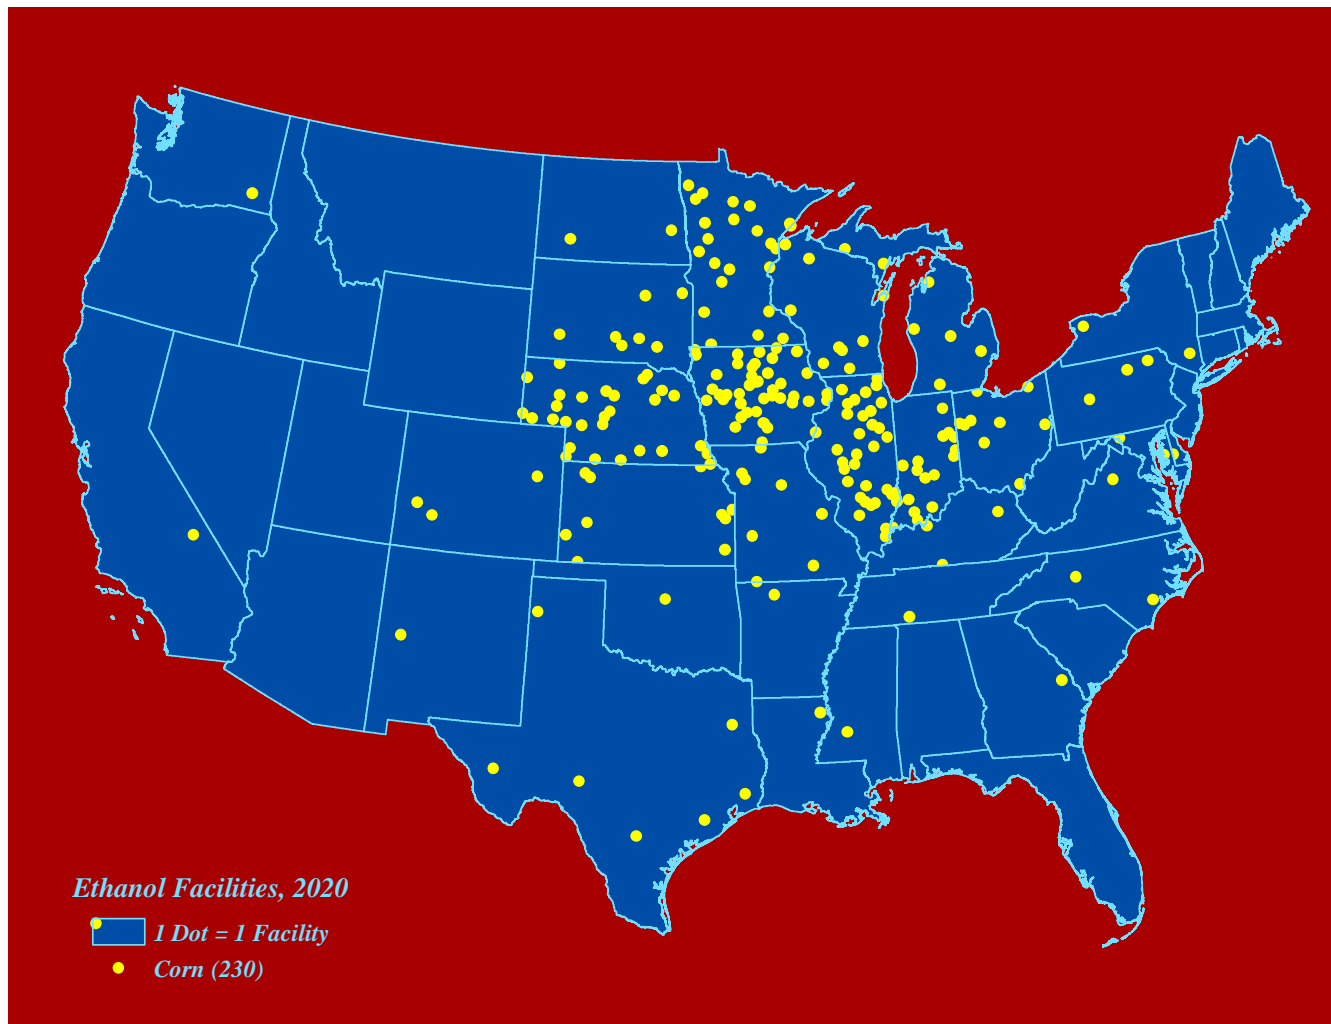 Ethanol Facilities, 2020
1 Dot = 1 Facility
Corn (230)